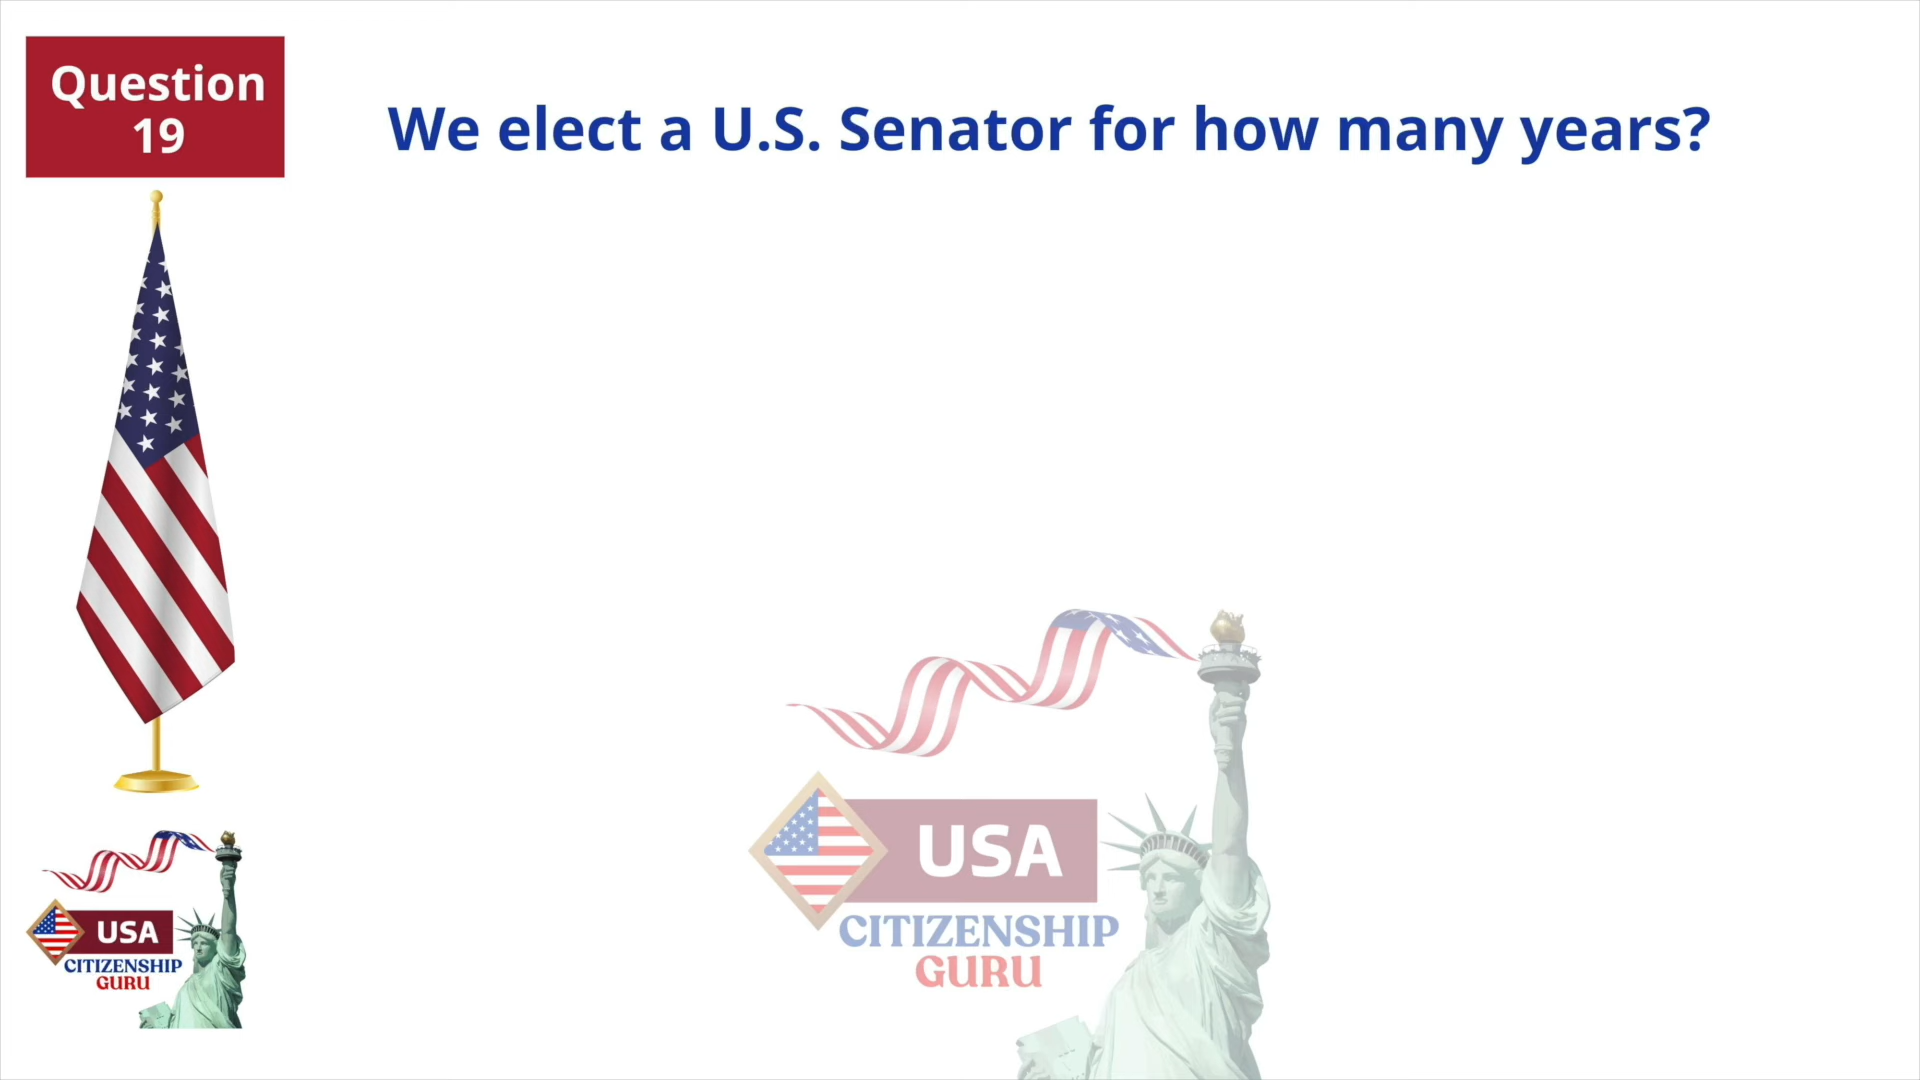 Question
19
We elect a U.S. Senator for how many years?
USA
CITIZENSHIP
GURU
USA
CITIZENSHIP
GURU